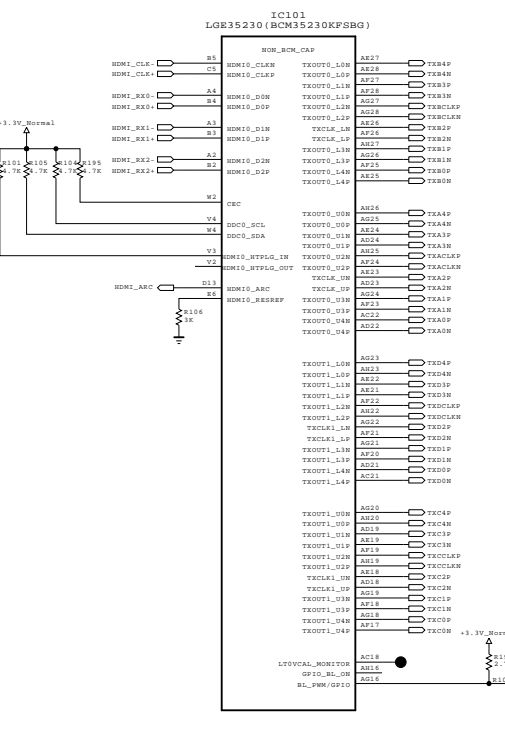 IC101
LGE35230(BCM35230KFSBG)
NON_BCM_CAP
HDMI_CLK- B5 HDMI0_CLKN
HDMI_CLK+ C5 HDMI0_CLKP
HDMI_RX0- A4 HDMI0_D0N
HDMI_RX0+ B4 HDMI0_D0P
HDMI_RX1- A3 HDMI0_D1N
HDMI_RX1+ B3 HDMI0_D1P
HDMI_RX2- A2 HDMI0_D2N
HDMI_RX2+ B2 HDMI0_D2P
+3.3V_Normal
R101 R105 R104 R195
4.7K 4.7K 4.7K 4.7K
W2 CEC
V4 DDC0_SCL
W4 DDC0_SDA
V3 HDMI0_HTPLG_IN
V2 HDMI0_HTPLG_OUT
HDMI_ARC D13 HDMI0_ARC
E6 HDMI0_RESREF
R106
3K
TXOUT0_L0N AE27 TXB4P
TXOUT0_L0P AE28 TXB4N
TXOUT0_L1N AF27 TXB3P
TXOUT0_L1P AF28 TXB3N
TXOUT0_L2N AG27 TXBCLKP
TXOUT0_L2P AG28 TXBCLKN
TXCLK_LN AE26 TXB2P
TXCLK_LP AF26 TXB2N
TXOUT0_L3N AH27 TXB1P
TXOUT0_L3P AG26 TXB1N
TXOUT0_L4N AF25 TXB0P
TXOUT0_L4P AE25 TXB0N
TXOUT0_U0N AH26 TXA4P
TXOUT0_U0P AG25 TXA4N
TXOUT0_U1N AE24 TXA3P
TXOUT0_U1P AD24 TXA3N
TXOUT0_U2N AH25 TXACLKP
TXOUT0_U2P AF24 TXACLKN
TXCLK_UN AE23 TXA2P
TXCLK_UP AD23 TXA2N
TXOUT0_U3N AG24 TXA1P
TXOUT0_U3P AF23 TXA1N
TXOUT0_U4N AC22 TXA0P
TXOUT0_U4P AD22 TXA0N
TXOUT1_L0N AG23 TXD4P
TXOUT1_L0P AH23 TXD4N
TXOUT1_L1N AE22 TXD3P
TXOUT1_L1P AE21 TXD3N
TXOUT1_L2N AF22 TXDCLKP
TXOUT1_L2P AH22 TXDCLKN
TXCLK1_LN AG22 TXD2P
TXCLK1_LP AF21 TXD2N
TXOUT1_L3N AG21 TXD1P
TXOUT1_L3P AF20 TXD1N
TXOUT1_L4N AD21 TXD0P
TXOUT1_L4P AC21 TXD0N
TXOUT1_U0N AG20 TXC4P
TXOUT1_U0P AH20 TXC4N
TXOUT1_U1N AD19 TXC3P
TXOUT1_U1P AE19 TXC3N
TXOUT1_U2N AF19 TXCCLKP
TXOUT1_U2P AH19 TXCCLKN
TXCLK1_UN AE18 TXC2P
TXCLK1_UP AD18 TXC2N
TXOUT1_U3N AG19 TXC1P
TXOUT1_U3P AF18 TXC1N
TXOUT1_U4N AG18 TXC0P
TXOUT1_U4P AF17 TXC0N
LT0VCAL_MONITOR AC18
GPIO_BL_ON AH16
BL_PWM/GPIO AG16